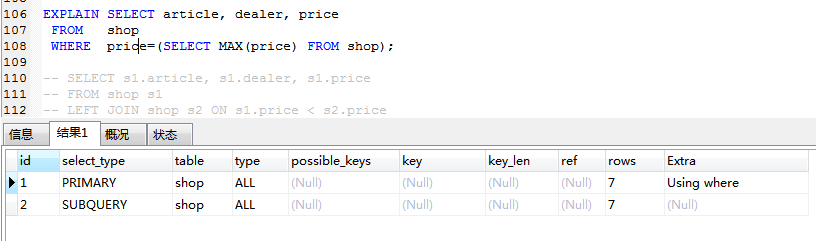 106 EXPLAIN SELECT article, dealer, price
107 FROM shop
108 WHERE price=(SELECT MAX(price) FROM shop);
109
110 -- SELECT s1.article, s1.dealer, s1.price
111 -- FROM shop s1
112 -- LEFT JOIN shop s2 ON s1.price < s2.price
信息 结果1 概况 状态
id select_type table type possible_keys key key_len ref rows Extra
1 PRIMARY shop ALL (Null) (Null) (Null) (Null) 7 Using where
2 SUBQUERY shop ALL (Null) (Null) (Null) (Null) 7 (Null)